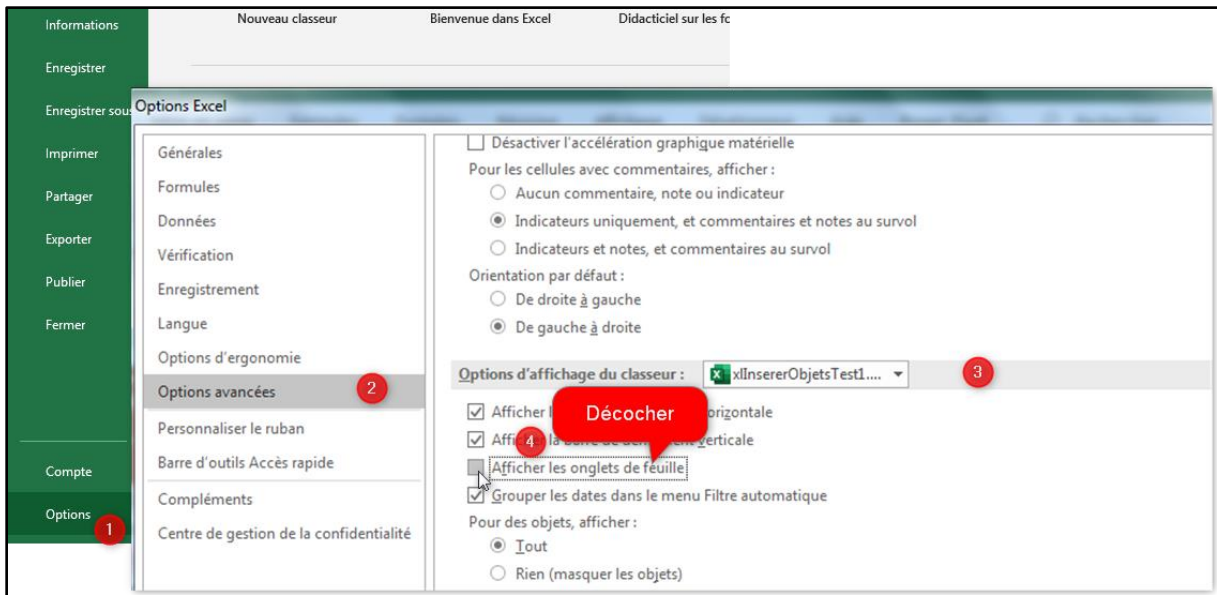 Informations
Enregistrer
Enregistrer sous
Imprimer
Partager
Exporter
Publier
Fermer
Compte
Options
1
Nouveau classeur
Bienvenue dans Excel
Didacticiel sur les fo
Options Excel
Générales
Formules
Données
Vérification
Enregistrement
Langue
Options d'ergonomie
Options avancées
2
Personnaliser le ruban
Barre d'outils Accès rapide
Compléments
Centre de gestion de la confidentialité
Désactiver l'accélération graphique matérielle
Pour les cellules avec commentaires, afficher :
Aucun commentaire, note ou indicateur
Indicateurs uniquement, et commentaires et notes au survol
Indicateurs et notes, et commentaires au survol
Orientation par défaut :
De droite à gauche
De gauche à droite
Options d'affichage du classeur : xlInsererObjetsTest1.... 3
Afficher l orizontale
Décocher
4
Afficher la barre de défilement verticale
Afficher les onglets de feuille
Grouper les dates dans le menu Filtre automatique
Pour des objets, afficher :
Tout
Rien (masquer les objets)